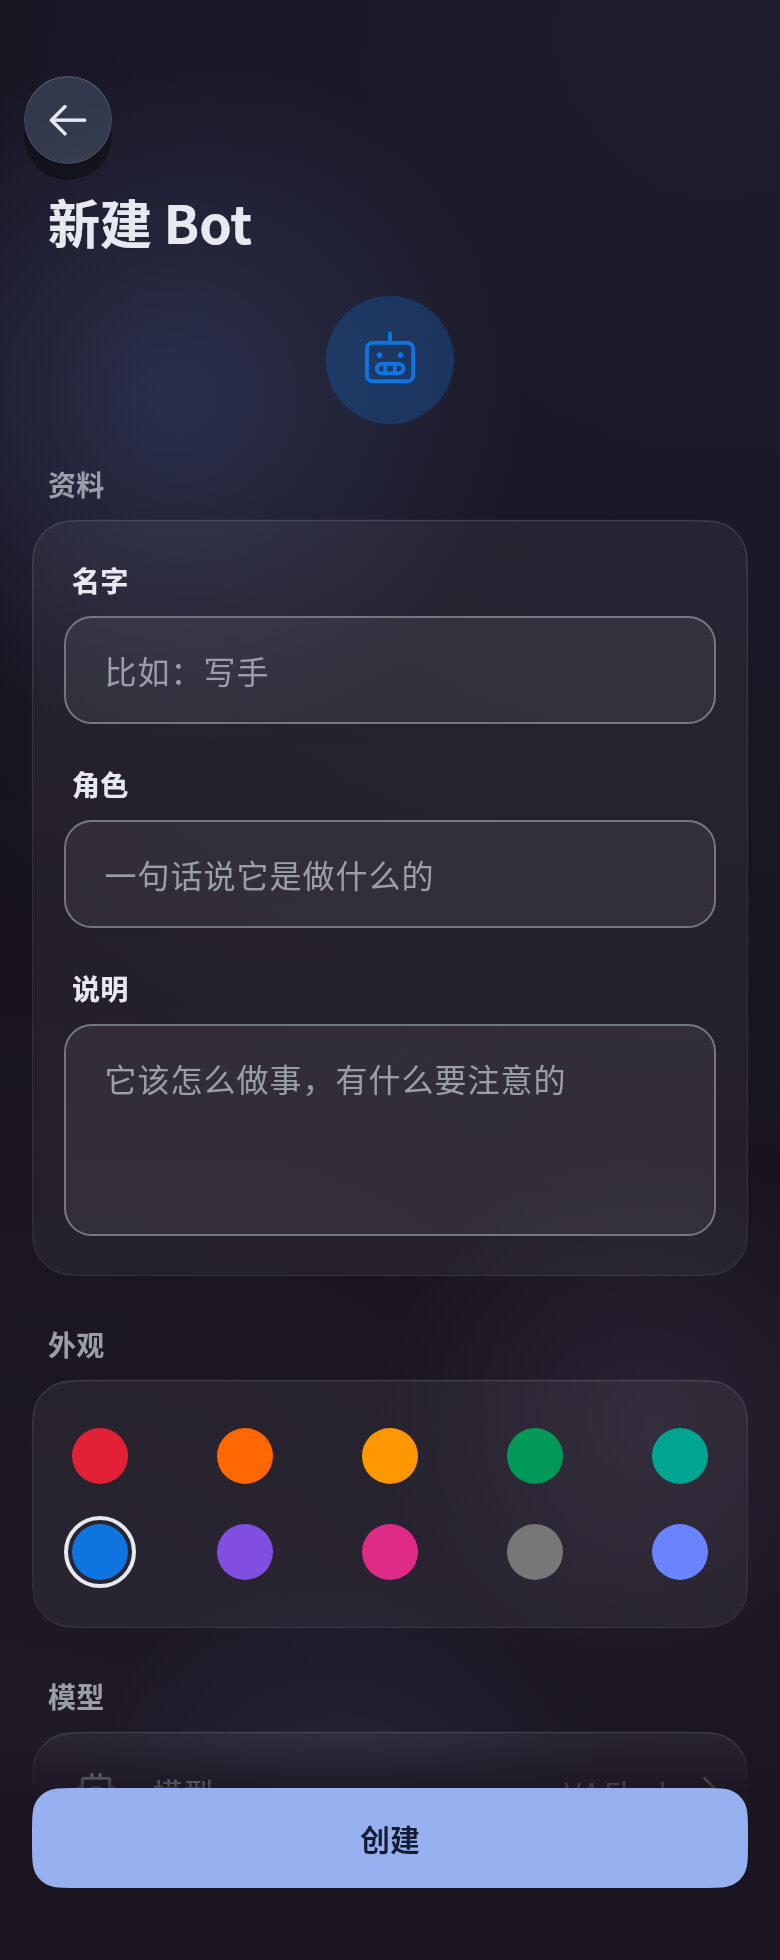 新建 Bot
资料
名字
比如：写手
角色
一句话说它是做什么的
说明
它该怎么做事，有什么要注意的
外观
模型
模型
创建